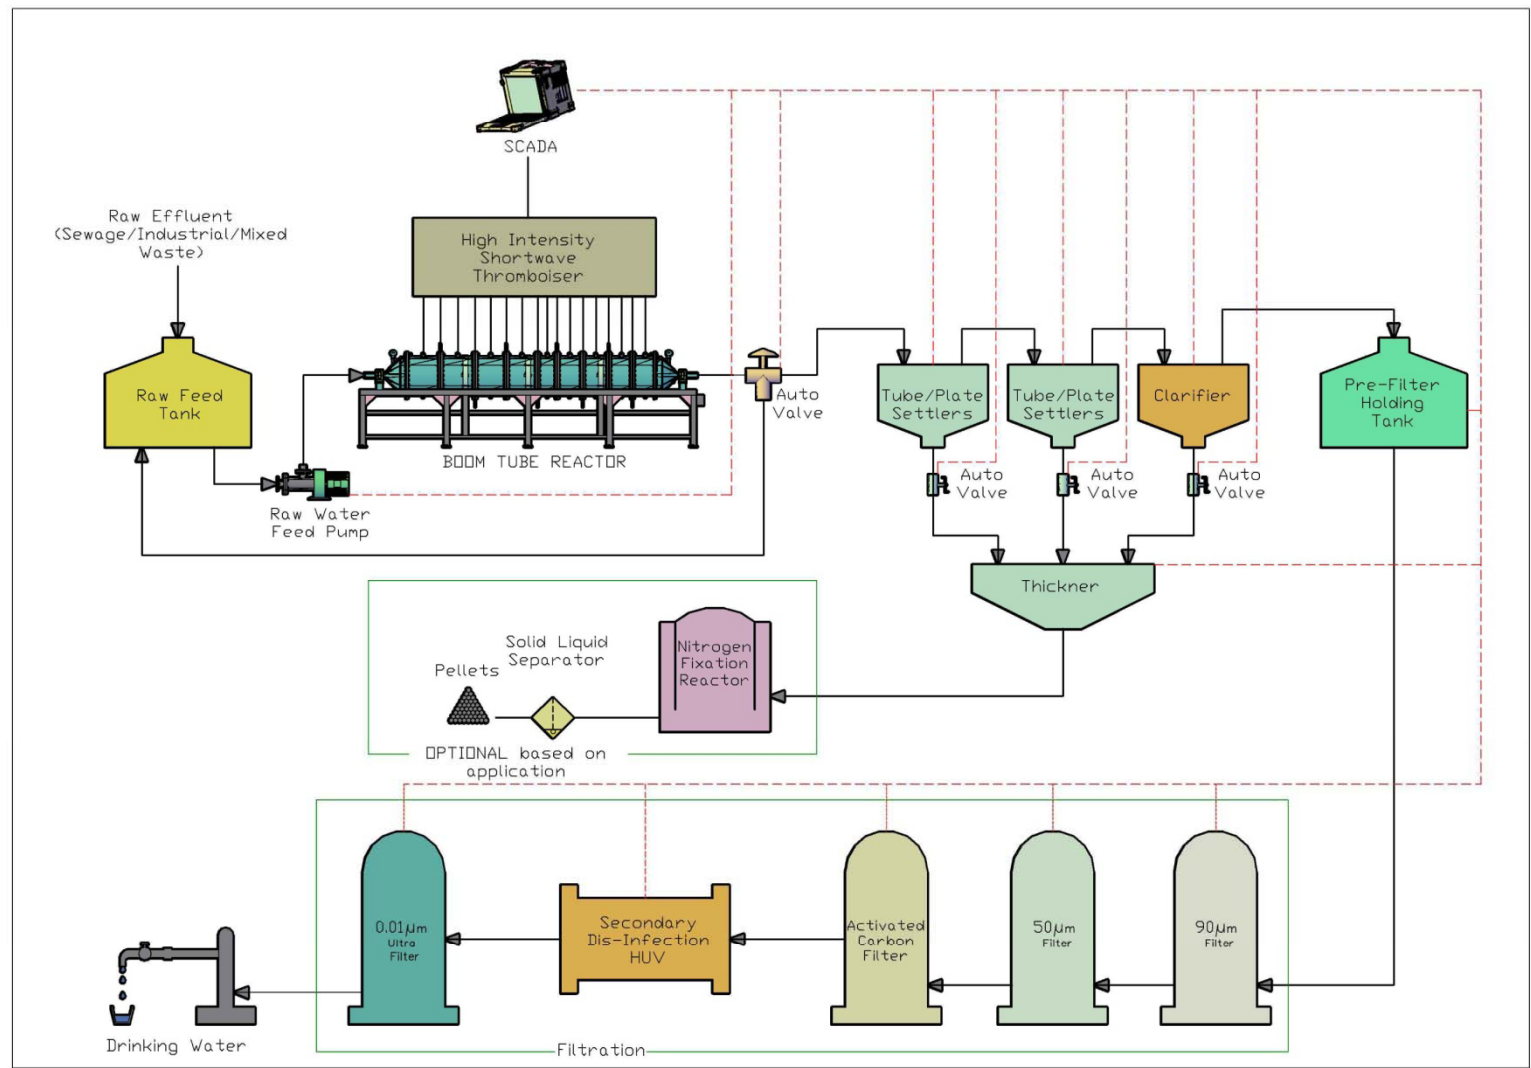 SCADA
Raw Effluent
(Sewage/Industrial/Mixed
Waste)
High Intensity
Shortwave
Thromboiser
Raw Feed
Tank
Auto
Valve
Tube/Plate
Settlers
Tube/Plate
Settlers
Clarifier
Pre-Filter
Holding
Tank
BOOM TUBE REACTOR
Raw Water
Feed Pump
Auto
Valve
Auto
Valve
Auto
Valve
Thickner
Nitrogen
Fixation
Reactor
Solid Liquid
Separator
Pellets
OPTIONAL based on
application
0.01µm
Ultra
Filter
Secondary
Dis-Infection
HUV
Activated
Carbon
Filter
50µm
Filter
90µm
Filter
Drinking Water
Filtration